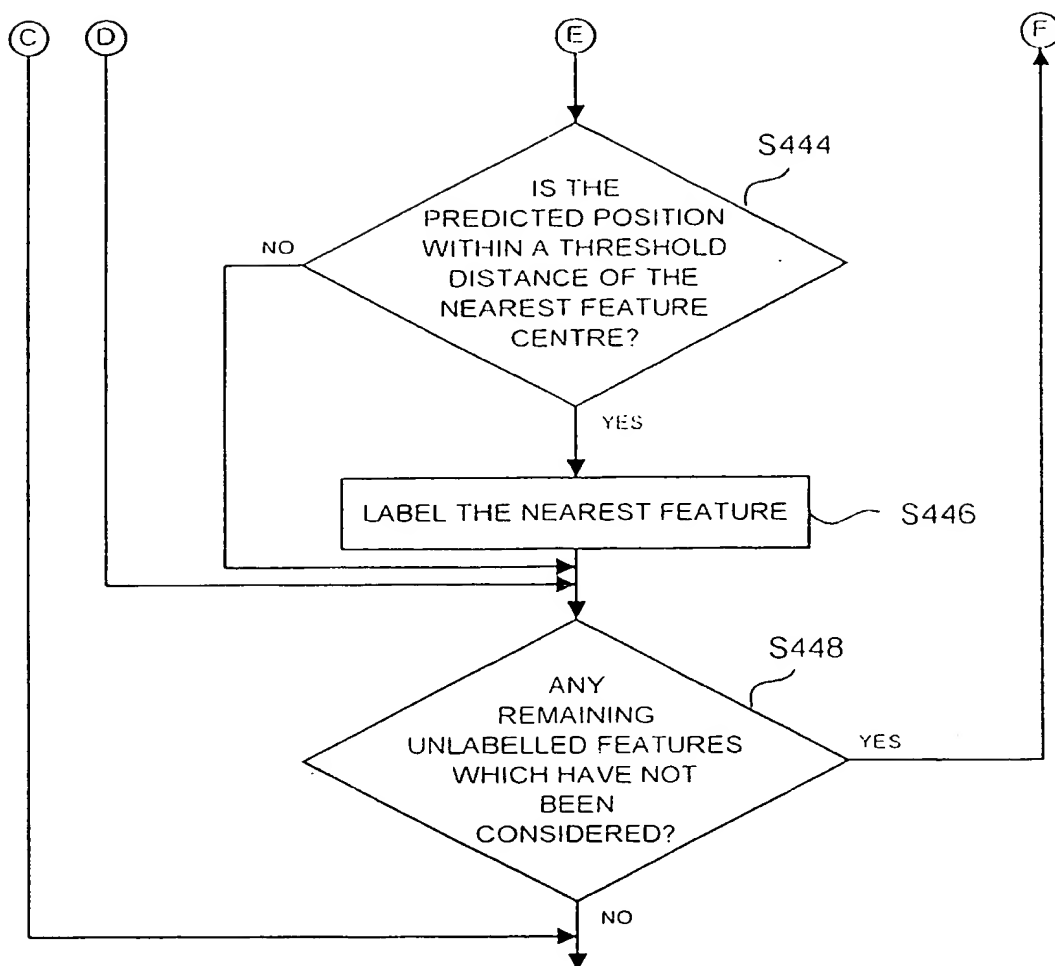 C
D
E
F
S444
IS THE
PREDICTED POSITION
WITHIN A THRESHOLD
DISTANCE OF THE
NEAREST FEATURE
CENTRE?
NO
YES
LABEL THE NEAREST FEATURE
S446
S448
ANY
REMAINING
UNLABELLED FEATURES
WHICH HAVE NOT
BEEN
CONSIDERED?
YES
NO